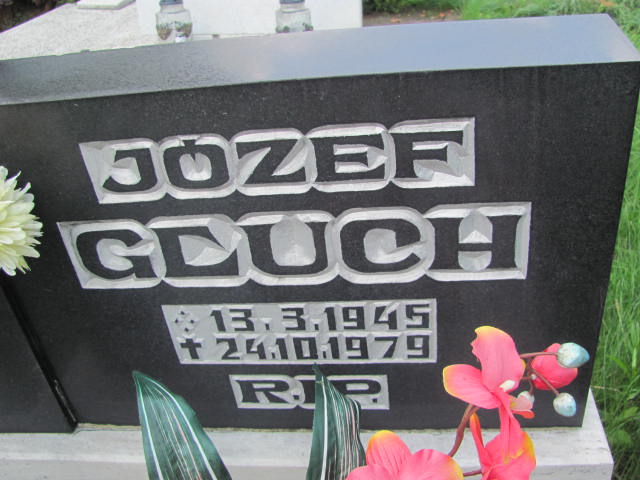 JÓZEF
GŁUCH
13.3.1945
✝ 24.10.1979
R.I.P.